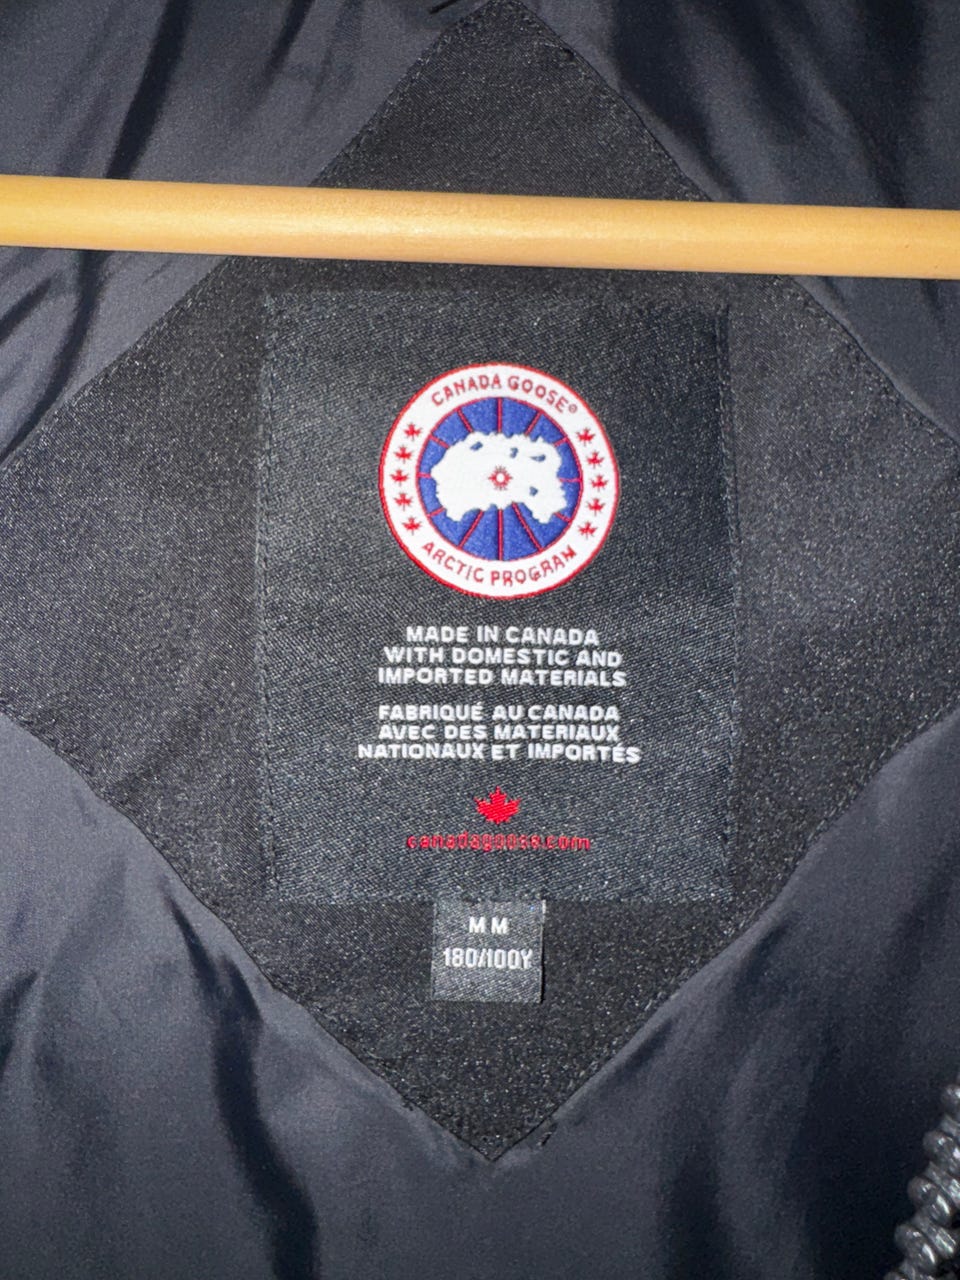 CANADA GOOSE®
ARCTIC PROGRAM
MADE IN CANADA
WITH DOMESTIC AND
IMPORTED MATERIALS
FABRIQUÉ AU CANADA
AVEC DES MATERIAUX
NATIONAUX ET IMPORTÉS
canadagoose.com
M M
180/100Y